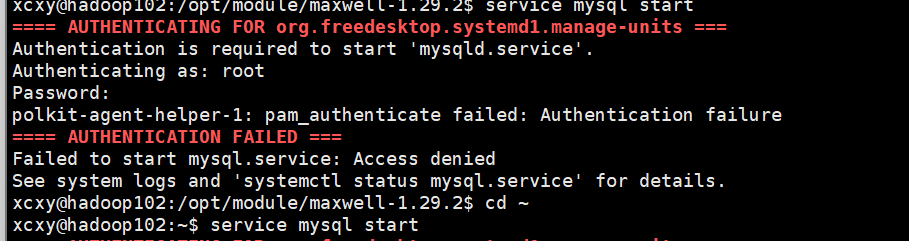 xcxy@hadoop102:/opt/module/maxwell-1.29.2$ service mysql start
==== AUTHENTICATING FOR org.freedesktop.systemd1.manage-units ===
Authentication is required to start 'mysqld.service'.
Authenticating as: root
Password:
polkit-agent-helper-1: pam_authenticate failed: Authentication failure
==== AUTHENTICATION FAILED ===
Failed to start mysql.service: Access denied
See system logs and 'systemctl status mysql.service' for details.
xcxy@hadoop102:/opt/module/maxwell-1.29.2$ cd ~
xcxy@hadoop102:~$ service mysql start